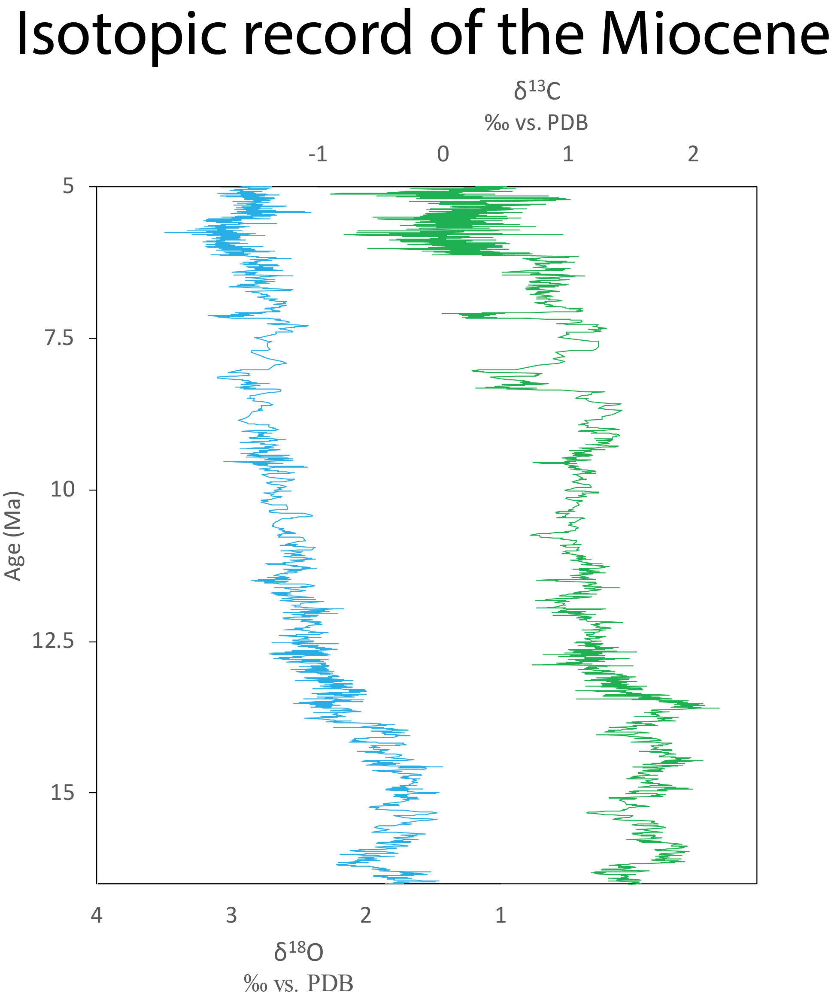 Isotopic record of the Miocene
δ¹³C
‰ vs. PDB
-1 0 1 2
5
7.5
10
12.5
15
Age (Ma)
4 3 2 1
δ¹⁸O
‰ vs. PDB